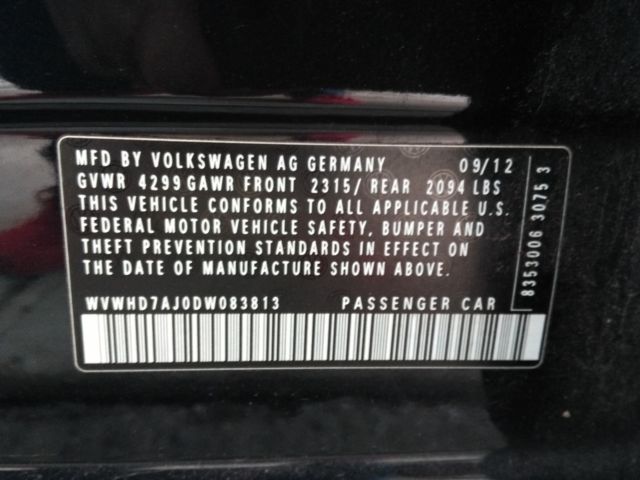 MFD BY VOLKSWAGEN AG GERMANY 09/12
GVWR 4299 GAWR FRONT 2315/ REAR 2094 LBS
THIS VEHICLE CONFORMS TO ALL APPLICABLE U.S.
FEDERAL MOTOR VEHICLE SAFETY, BUMPER AND
THEFT PREVENTION STANDARDS IN EFFECT ON
THE DATE OF MANUFACTURE SHOWN ABOVE.
WVWHD7AJ0DW083813 PASSENGER CAR
8353006 3075 3